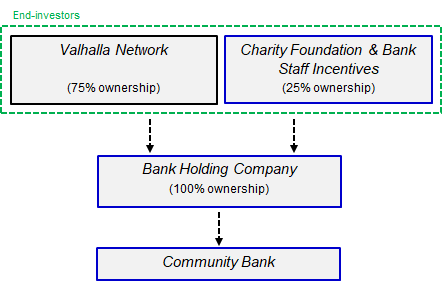 End-investors
Valhalla Network
(75% ownership)
Charity Foundation & Bank
Staff Incentives
(25% ownership)
Bank Holding Company
(100% ownership)
Community Bank